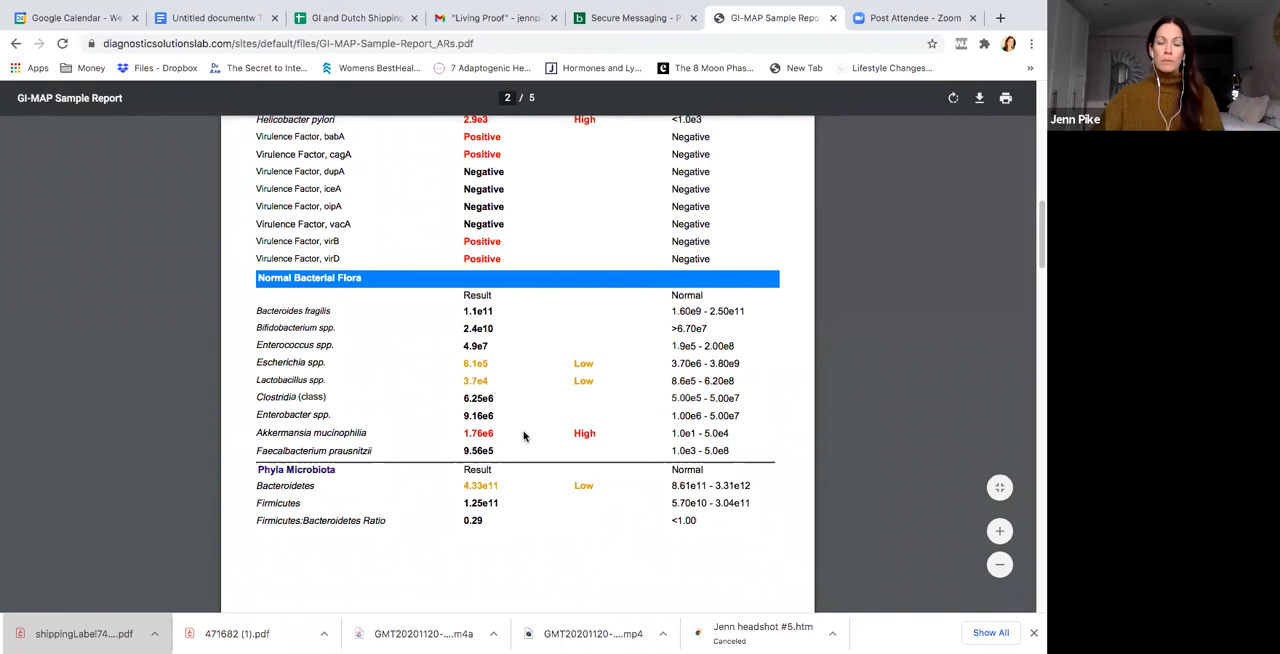 Google Calendar - We
Untitled documentw T
GI and Dutch Shipping
"Living Proof" - jennpl
Secure Messaging - P
GI-MAP Sample Repo
Post Attendee - Zoom
diagnosticsolutionslab.com/sites/default/files/GI-MAP-Sample-Report_ARs.pdf
Apps Money Files - Dropbox The Secret to Inte... Womens BestHeal... 7 Adaptogenic He... Hormones and Ly... The 8 Moon Phas... New Tab Lifestyle Changes... »
GI-MAP Sample Report 2 / 5
Jenn Pike
Helicobacter pylori 2.9e3 High <1.0e3
Virulence Factor, babA Positive Negative
Virulence Factor, cagA Positive Negative
Virulence Factor, dupA Negative Negative
Virulence Factor, iceA Negative Negative
Virulence Factor, oipA Negative Negative
Virulence Factor, vacA Negative Negative
Virulence Factor, virB Positive Negative
Virulence Factor, virD Positive Negative
Normal Bacterial Flora
Result Normal
Bacteroides fragilis 1.1e11 1.60e9 - 2.50e11
Bifidobacterium spp. 2.4e10 >6.70e7
Enterococcus spp. 4.9e7 1.9e5 - 2.00e8
Escherichia spp. 6.1e5 Low 3.70e6 - 3.80e9
Lactobacillus spp. 3.7e4 Low 8.6e5 - 6.20e8
Clostridia (class) 6.25e6 5.00e5 - 5.00e7
Enterobacter spp. 9.16e6 1.00e6 - 5.00e7
Akkermansia mucinophilia 1.76e6 High 1.0e1 - 5.0e4
Faecalbacterium prausnitzii 9.56e5 1.0e3 - 5.0e8
Phyla Microbiota Result Normal
Bacteroidetes 4.33e11 Low 8.61e11 - 3.31e12
Firmicutes 1.25e11 5.70e10 - 3.04e11
Firmicutes:Bacteroidetes Ratio 0.29 <1.00
shippingLabel74....pdf
471682 (1).pdf
GMT20201120-....m4a
GMT20201120-....mp4
Jenn headshot #5.htm
Canceled
Show All